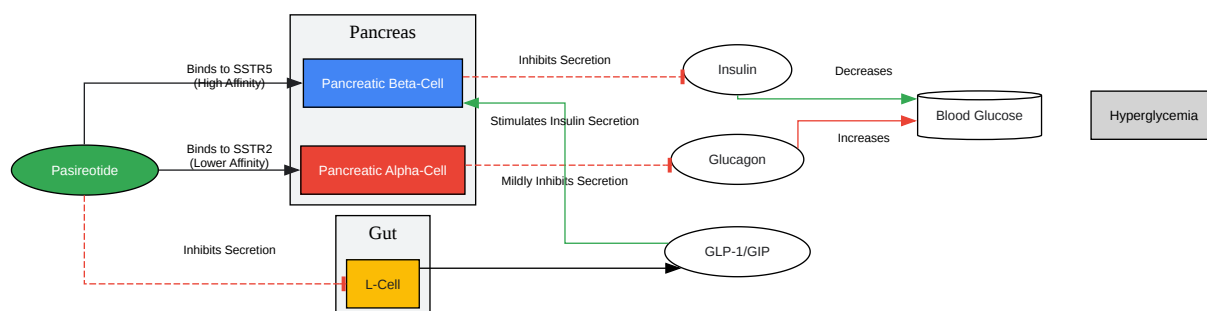 Pancreas
Binds to SSTR5
(High Affinity)
Pancreatic Beta-Cell
Inhibits Secretion
Insulin
Decreases
Blood Glucose
Hyperglycemia
Stimulates Insulin Secretion
Increases
Binds to SSTR2
(Lower Affinity)
Pasireotide
Pancreatic Alpha-Cell
Mildly Inhibits Secretion
Glucagon
Gut
Inhibits Secretion
L-Cell
GLP-1/GIP